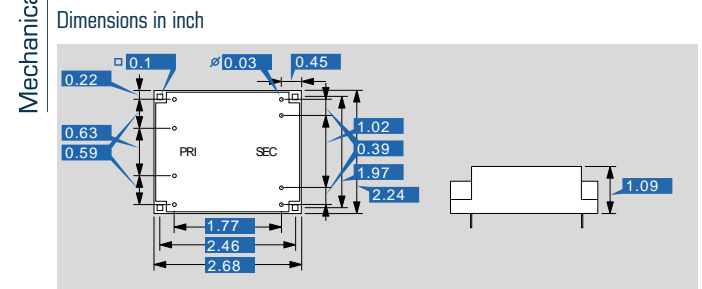 Mechanica
Dimensions in inch
□ 0.1
ø 0.03
0.45
0.22
0.63
0.59
PRI
SEC
1.02
0.39
1.97
2.24
1.09
1.77
2.46
2.68